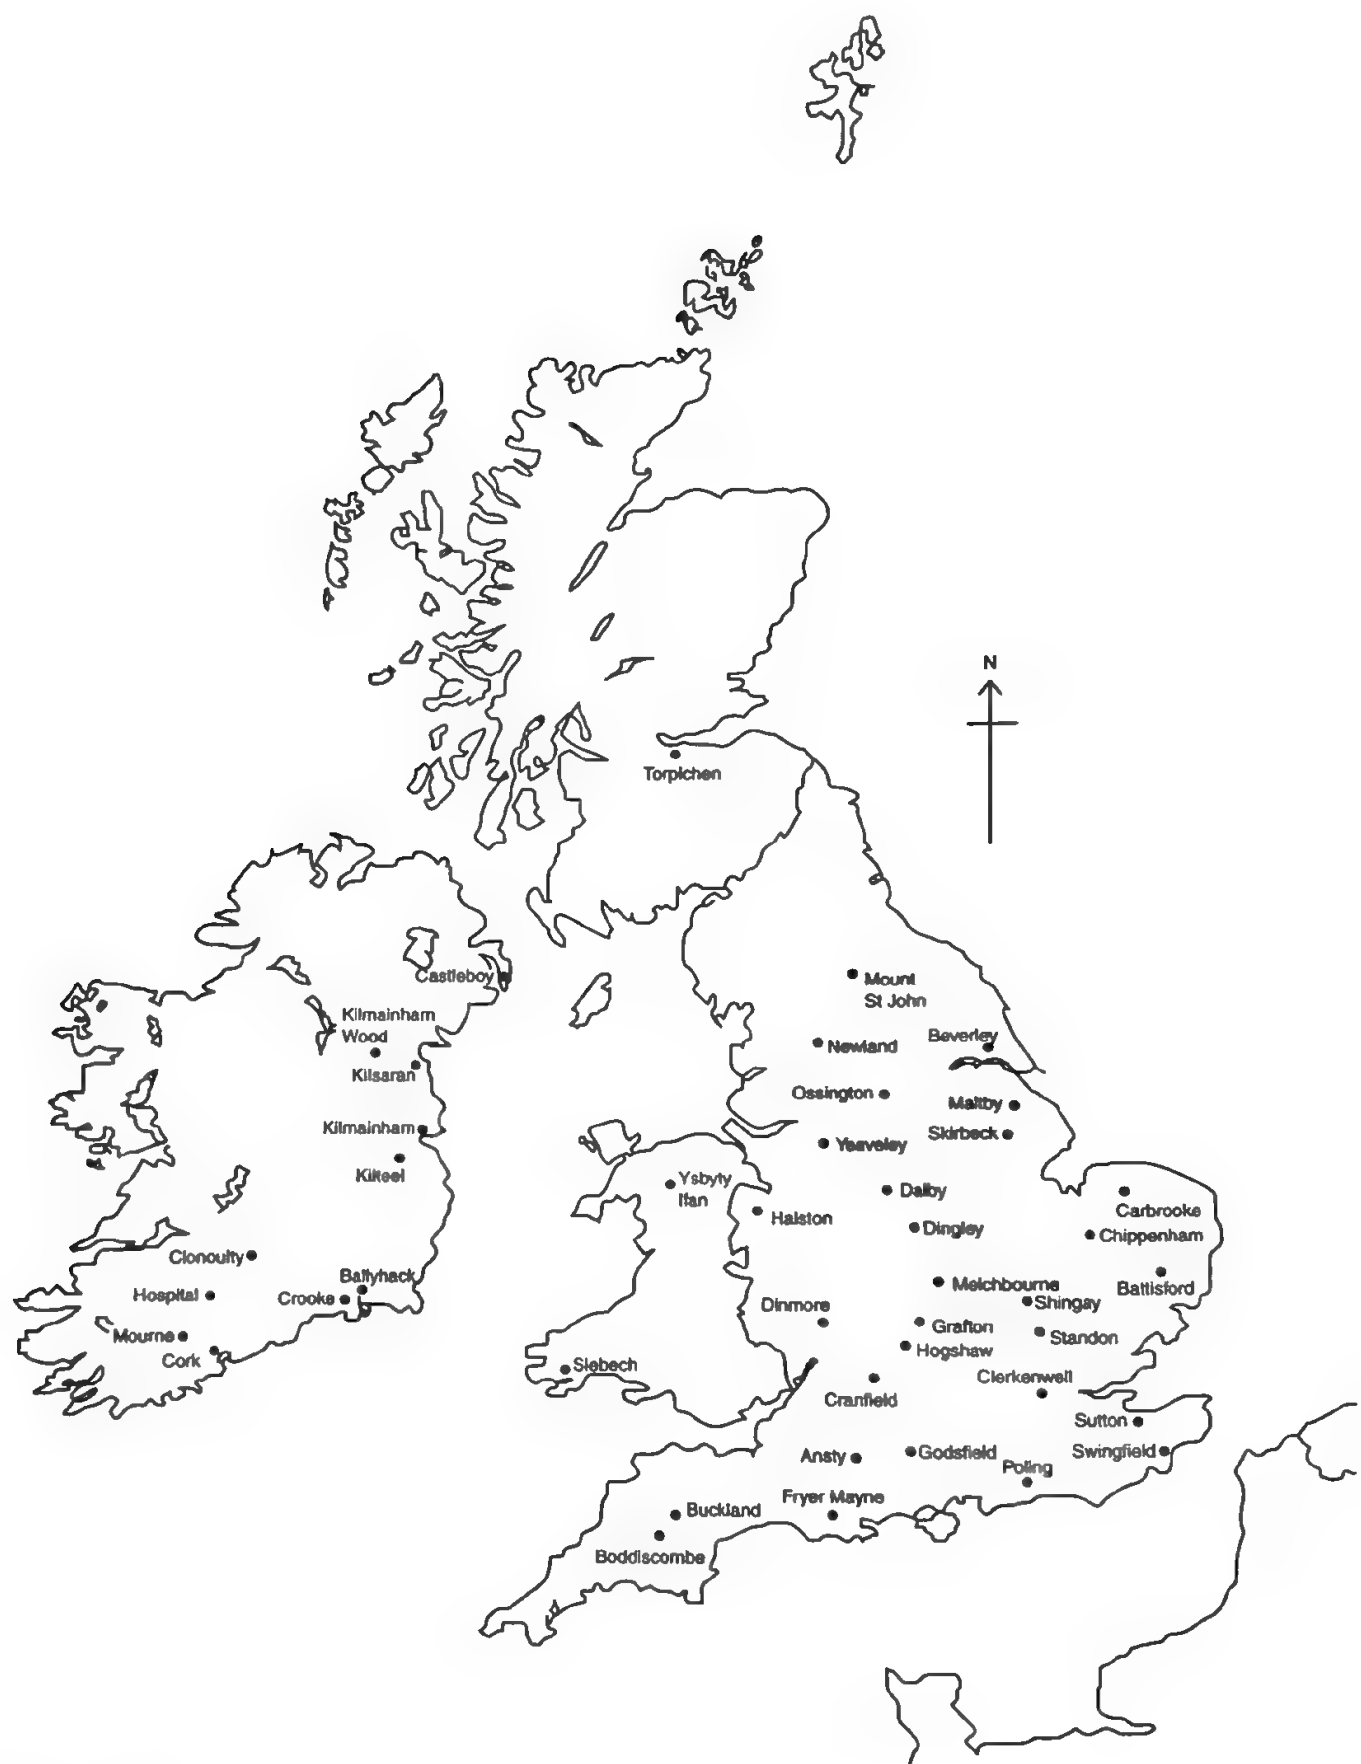 N
Torpichen
Mount
St John
Castleboy
Kilmainham
Wood
Beverley
Newland
Kilsaran
Ossington
Maltby
Kilmainham
Skirbeck
Yeaveley
Kilteel
Ysbyty
Ifan
Dalby
Carbrooke
Halston
Dingley
Chippenham
Clonoulty
Ballyhack
Melchbourne
Battisford
Hospital
Crooke
Dinmore
Shingay
Grafton
Mourne
Standon
Hogshaw
Cork
Slebech
Clerkenwell
Cranfield
Sutton
Ansty
Godsfield
Swingfield
Poling
Fryer Mayne
Buckland
Boddiscombe